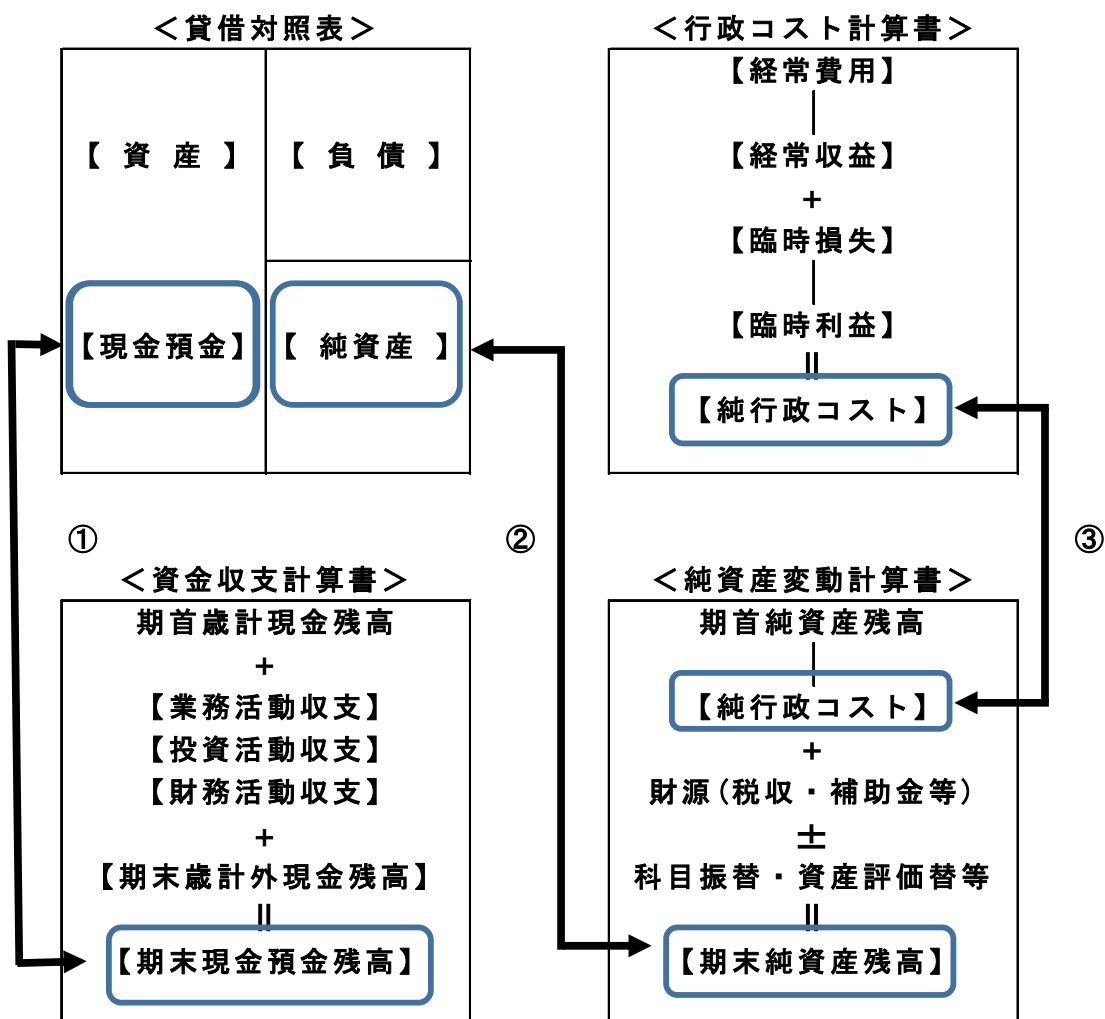 ＜貸借対照表＞
【 資 産 】
【 負 債 】
【現金預金】
【 純資産 】
＜行政コスト計算書＞
【経常費用】
｜
【経常収益】
＋
【臨時損失】
｜
【臨時利益】
||
【純行政コスト】
①
②
③
＜資金収支計算書＞
期首歳計現金残高
＋
【業務活動収支】
【投資活動収支】
【財務活動収支】
＋
【期末歳計外現金残高】
||
【期末現金預金残高】
＜純資産変動計算書＞
期首純資産残高
｜
【純行政コスト】
＋
財源(税収・補助金等)
±
科目振替・資産評価替等
||
【期末純資産残高】